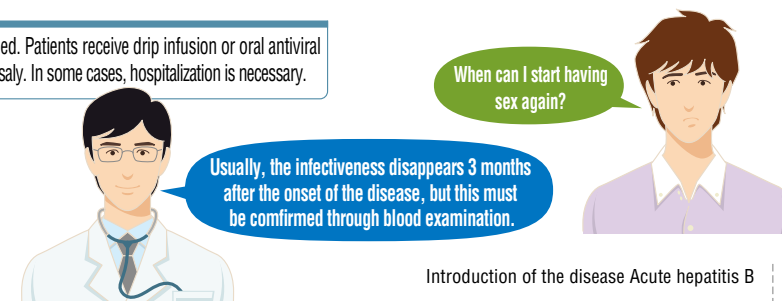 ed. Patients receive drip infusion or oral antiviral
saly. In some cases, hospitalization is necessary.
When can I start having
sex again?
Usually, the infectiveness disappears 3 months
after the onset of the disease, but this must
be comfirmed through blood examination.
Introduction of the disease Acute hepatitis B